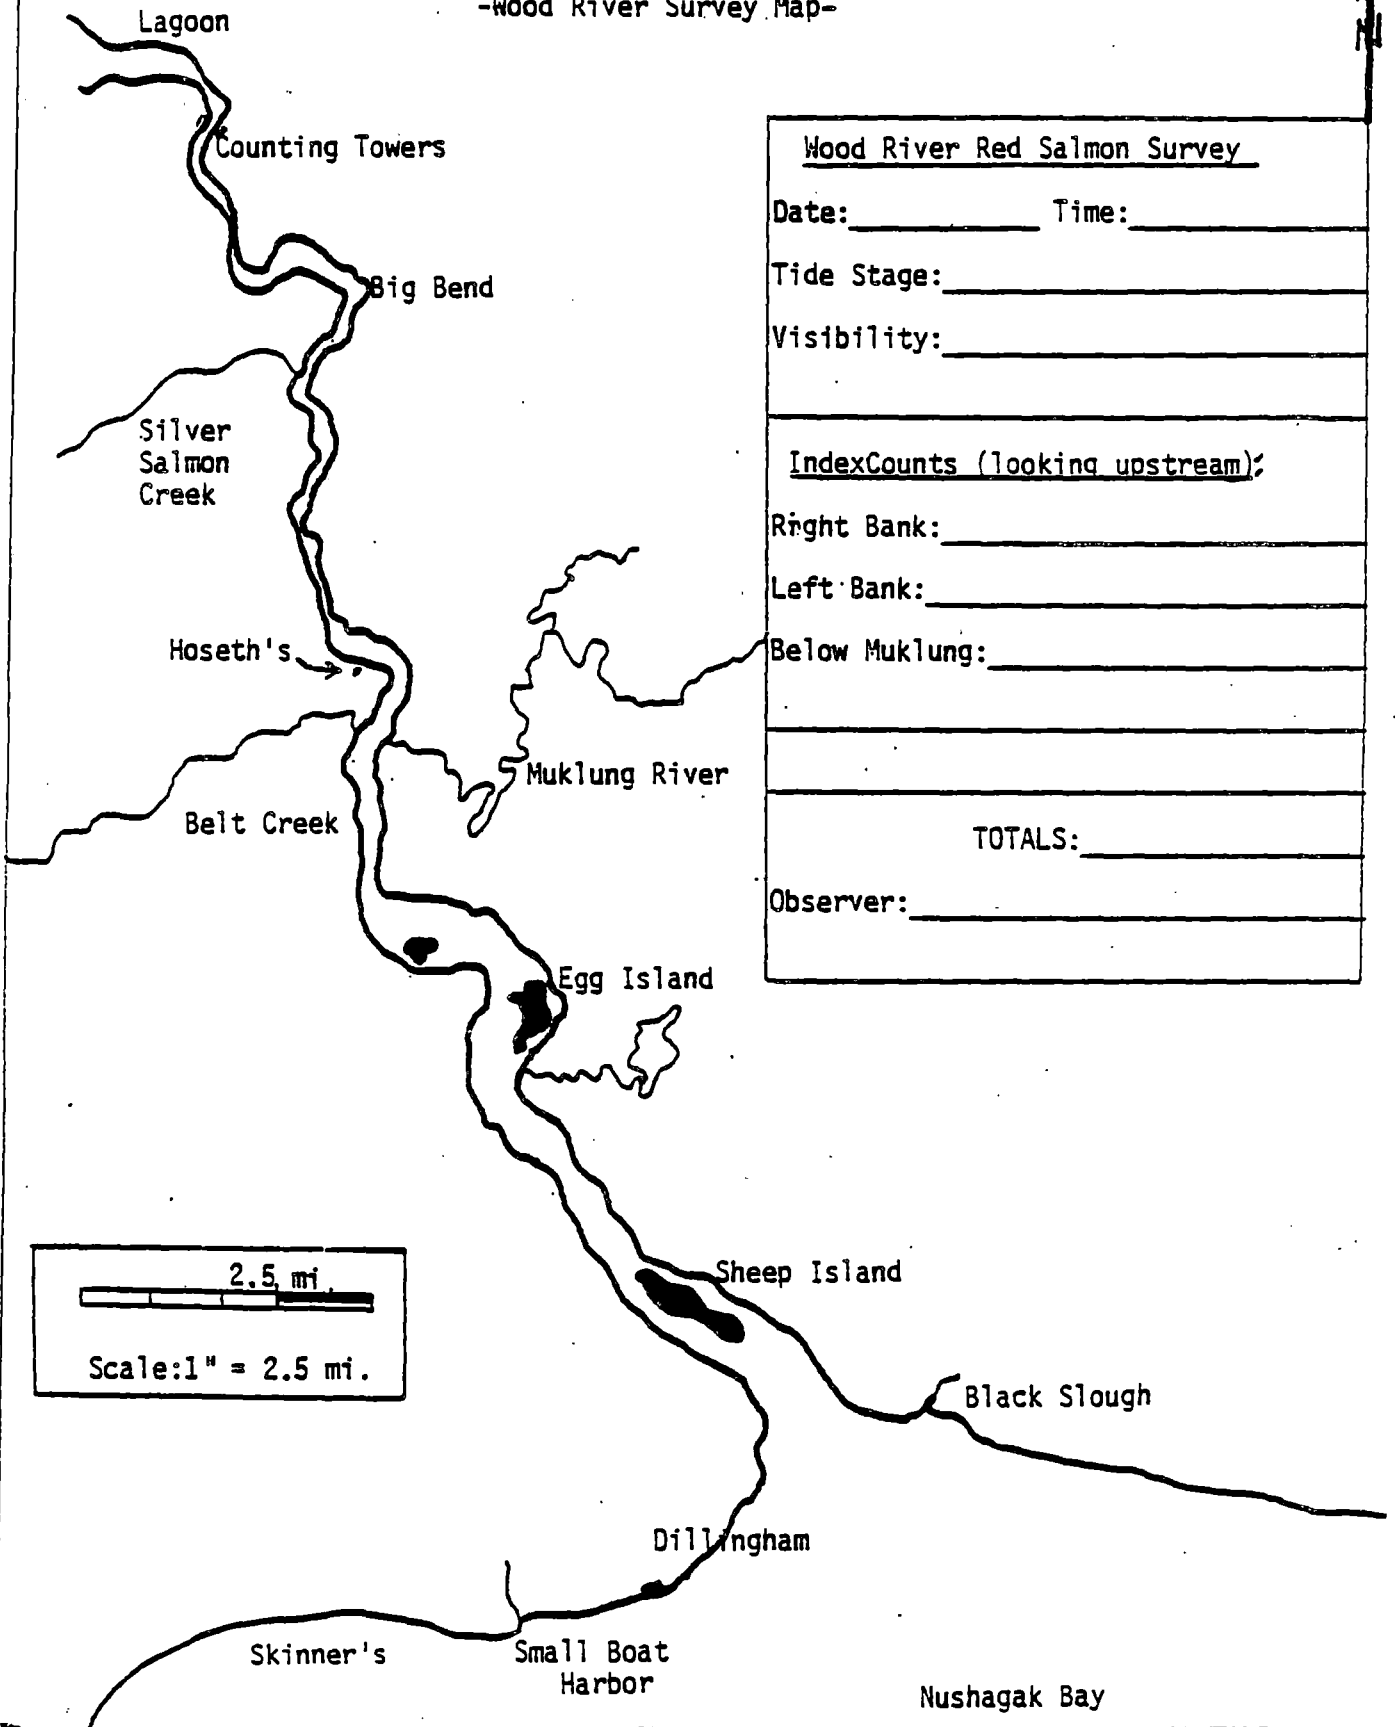 -Wood River Survey Map-
N
Lagoon
Counting Towers
Big Bend
Silver
Salmon
Creek
Hoseth's
Muklung River
Belt Creek
Egg Island
Sheep Island
Black Slough
Dillingham
Skinner's
Small Boat
Harbor
Nushagak Bay
Wood River Red Salmon Survey
Date: Time:
Tide Stage:
Visibility:
IndexCounts (looking upstream):
Right Bank:
Left Bank:
Below Muklung:
TOTALS:
Observer:
2.5 mi.
Scale:1" = 2.5 mi.